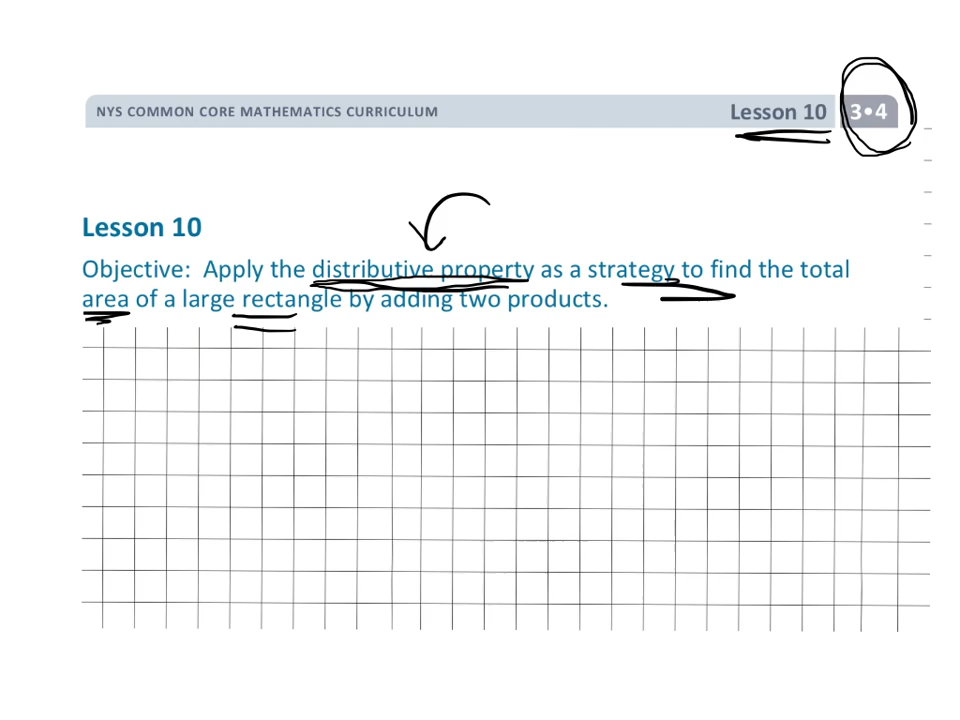 NYS COMMON CORE MATHEMATICS CURRICULUM Lesson 10 3•4
Lesson 10
Objective: Apply the distributive property as a strategy to find the total
area of a large rectangle by adding two products.